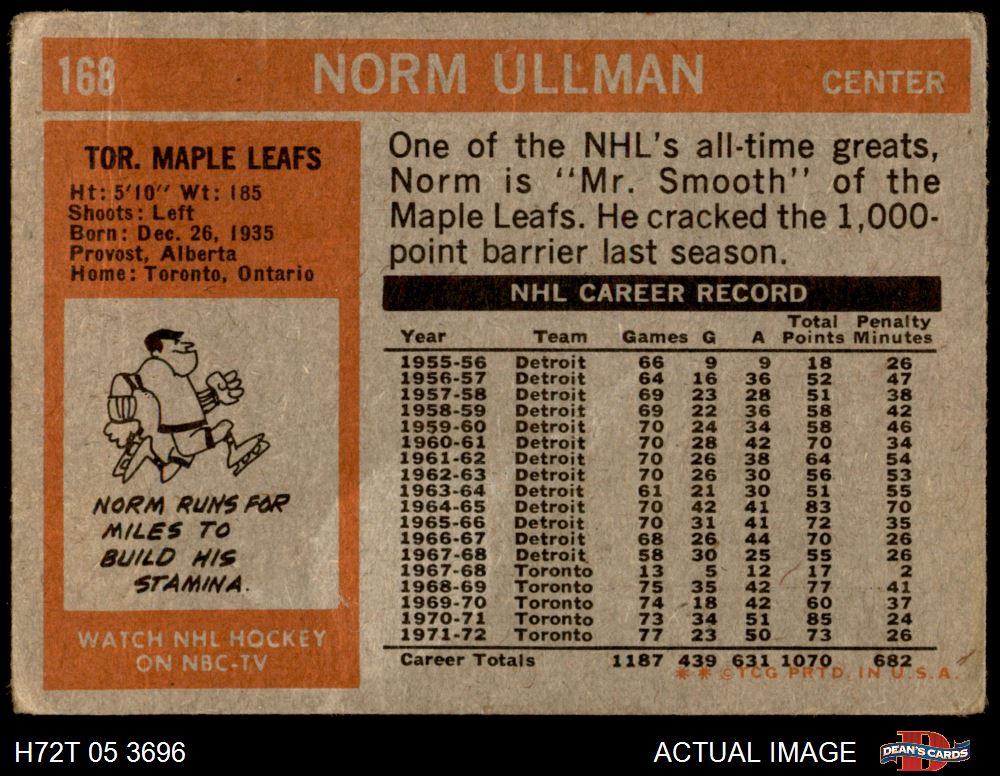 168 NORM ULLMAN CENTER
TOR. MAPLE LEAFS
Ht: 5'10'' Wt: 185
Shoots: Left
Born: Dec. 26, 1935
Provost, Alberta
Home: Toronto, Ontario
NORM RUNS FOR
MILES TO
BUILD HIS
STAMINA.
WATCH NHL HOCKEY
ON NBC-TV
One of the NHL's all-time greats,
Norm is ''Mr. Smooth'' of the
Maple Leafs. He cracked the 1,000-
point barrier last season.
NHL CAREER RECORD
Total Penalty
Year Team Games G A Points Minutes
1955-56 Detroit 66 9 9 18 26
1956-57 Detroit 64 16 36 52 47
1957-58 Detroit 69 23 28 51 38
1958-59 Detroit 69 22 36 58 42
1959-60 Detroit 70 24 34 58 46
1960-61 Detroit 70 28 42 70 34
1961-62 Detroit 70 26 38 64 54
1962-63 Detroit 70 26 30 56 53
1963-64 Detroit 61 21 30 51 55
1964-65 Detroit 70 42 41 83 70
1965-66 Detroit 70 31 41 72 35
1966-67 Detroit 68 26 44 70 26
1967-68 Detroit 58 30 25 55 26
1967-68 Toronto 13 5 12 17 2
1968-69 Toronto 75 35 42 77 41
1969-70 Toronto 74 18 42 60 37
1970-71 Toronto 73 34 51 85 24
1971-72 Toronto 77 23 50 73 26
Career Totals 1187 439 631 1070 682
* * ©TCG PRTD. IN U.S.A.
H72T 05 3696 ACTUAL IMAGE D DEAN'S CARDS